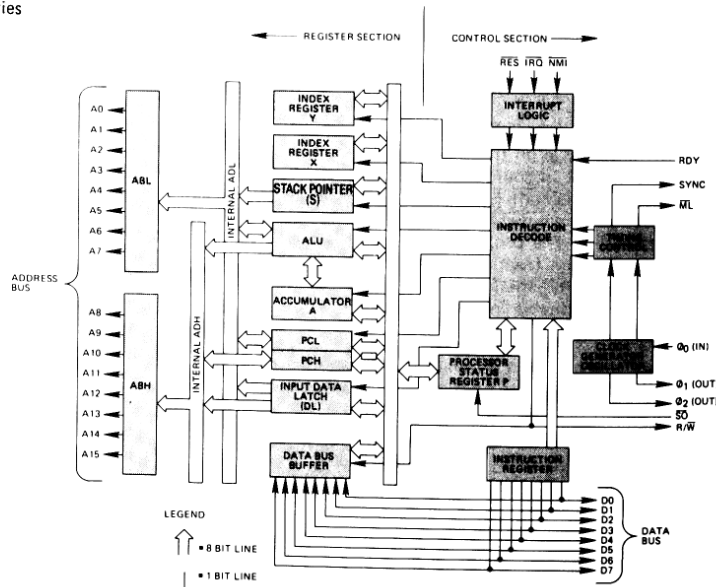 ies
REGISTER SECTION
CONTROL SECTION
RES IRQ NMI
INDEX
REGISTER
Y
INTERRUPT
LOGIC
INDEX
REGISTER
X
STACK POINTER
(S)
ALU
ACCUMULATOR
A
PCL
PCH
INPUT DATA
LATCH
(DL)
DATA BUS
BUFFER
INSTRUCTION
DECODE
PROCESSOR
STATUS
REGISTER P
INSTRUCTION
REGISTER
TIMING
CONTROL
RDY
SYNC
ML
Ø0 (IN)
Ø1 (OUT
Ø2 (OUT)
SO
R/W
A0
A1
A2
A3
A4
A5
A6
A7
ABL
ADDRESS
BUS
A8
A9
A10
A11
A12
A13
A14
A15
ABH
INTERNAL ADL
INTERNAL ADH
D0
D1
D2
D3
D4
D5
D6
D7
DATA
BUS
LEGEND
= 8 BIT LINE
= 1 BIT LINE